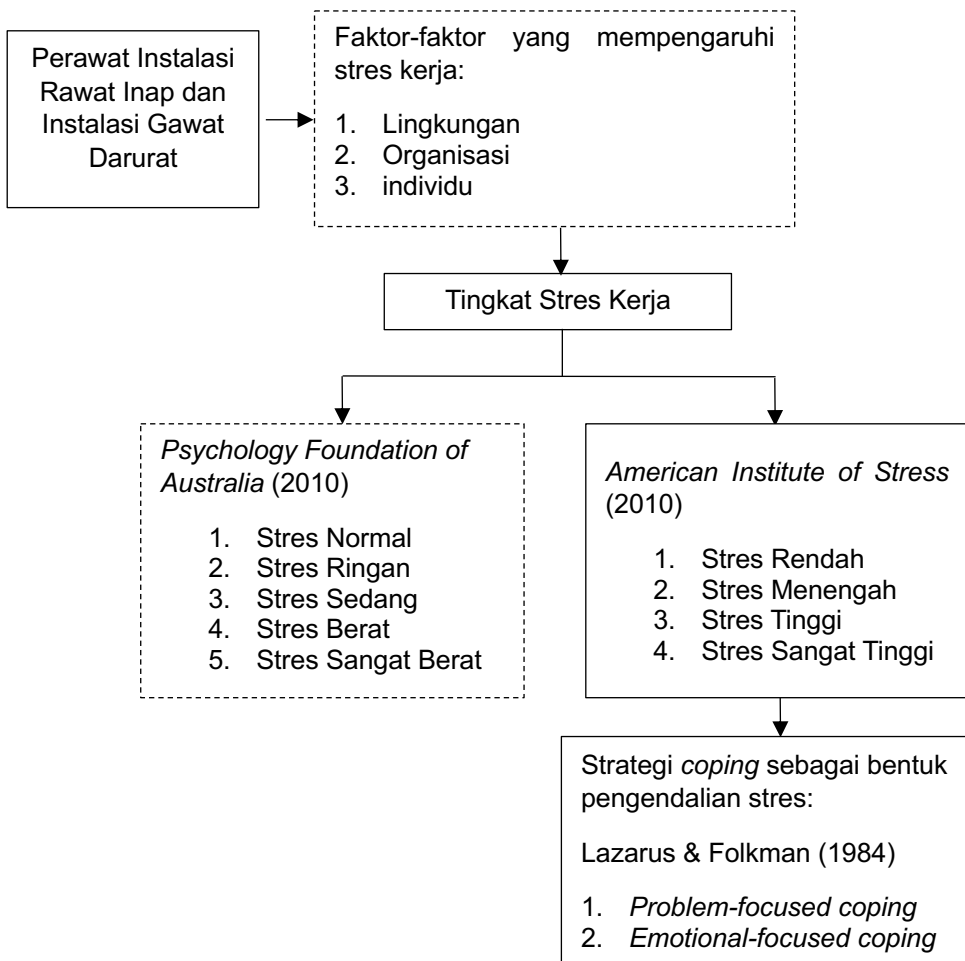 Perawat Instalasi
Rawat Inap dan
Instalasi Gawat
Darurat
Faktor-faktor yang mempengaruhi
stres kerja:
1. Lingkungan
2. Organisasi
3. individu
Tingkat Stres Kerja
Psychology Foundation of
Australia (2010)
1. Stres Normal
2. Stres Ringan
3. Stres Sedang
4. Stres Berat
5. Stres Sangat Berat
American Institute of Stress
(2010)
1. Stres Rendah
2. Stres Menengah
3. Stres Tinggi
4. Stres Sangat Tinggi
Strategi coping sebagai bentuk
pengendalian stres:
Lazarus & Folkman (1984)
1. Problem-focused coping
2. Emotional-focused coping